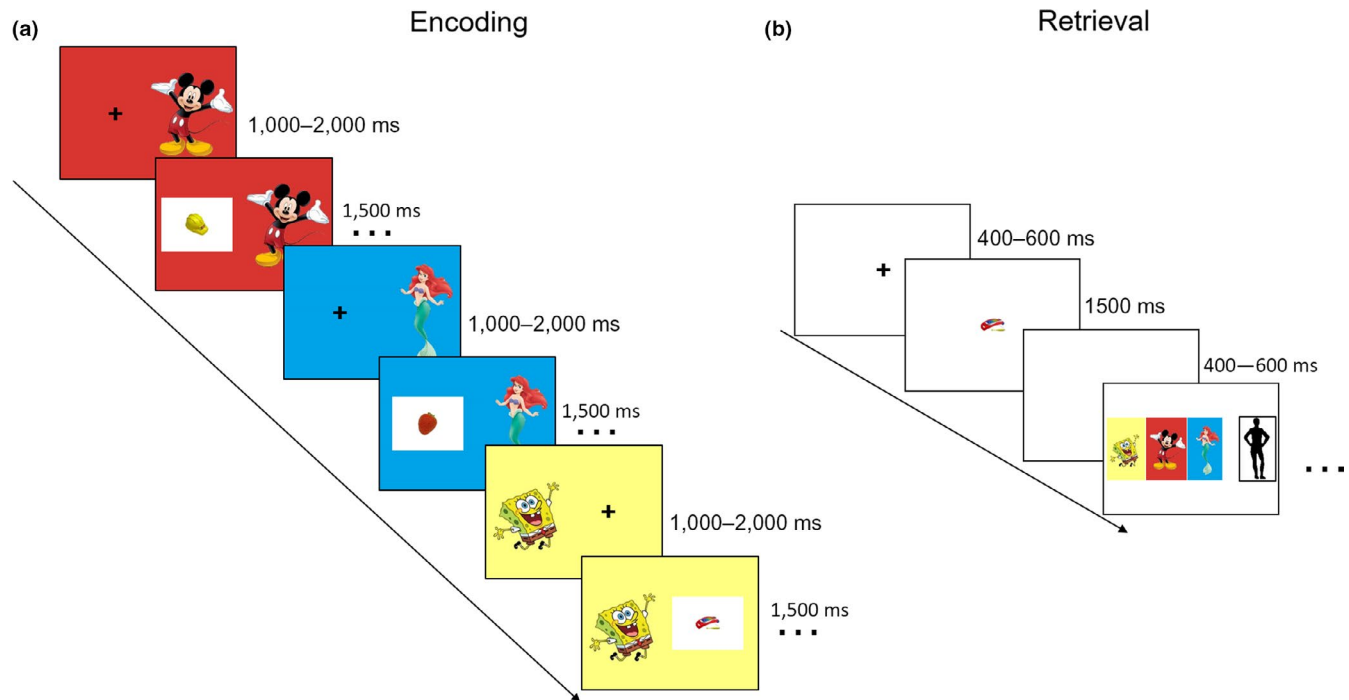 (a)
Encoding
+
1,000–2,000 ms
1,500 ms
...
+
1,000–2,000 ms
1,500 ms
...
+
1,000–2,000 ms
1,500 ms
...
(b)
Retrieval
+
400–600 ms
1500 ms
400–600 ms
...